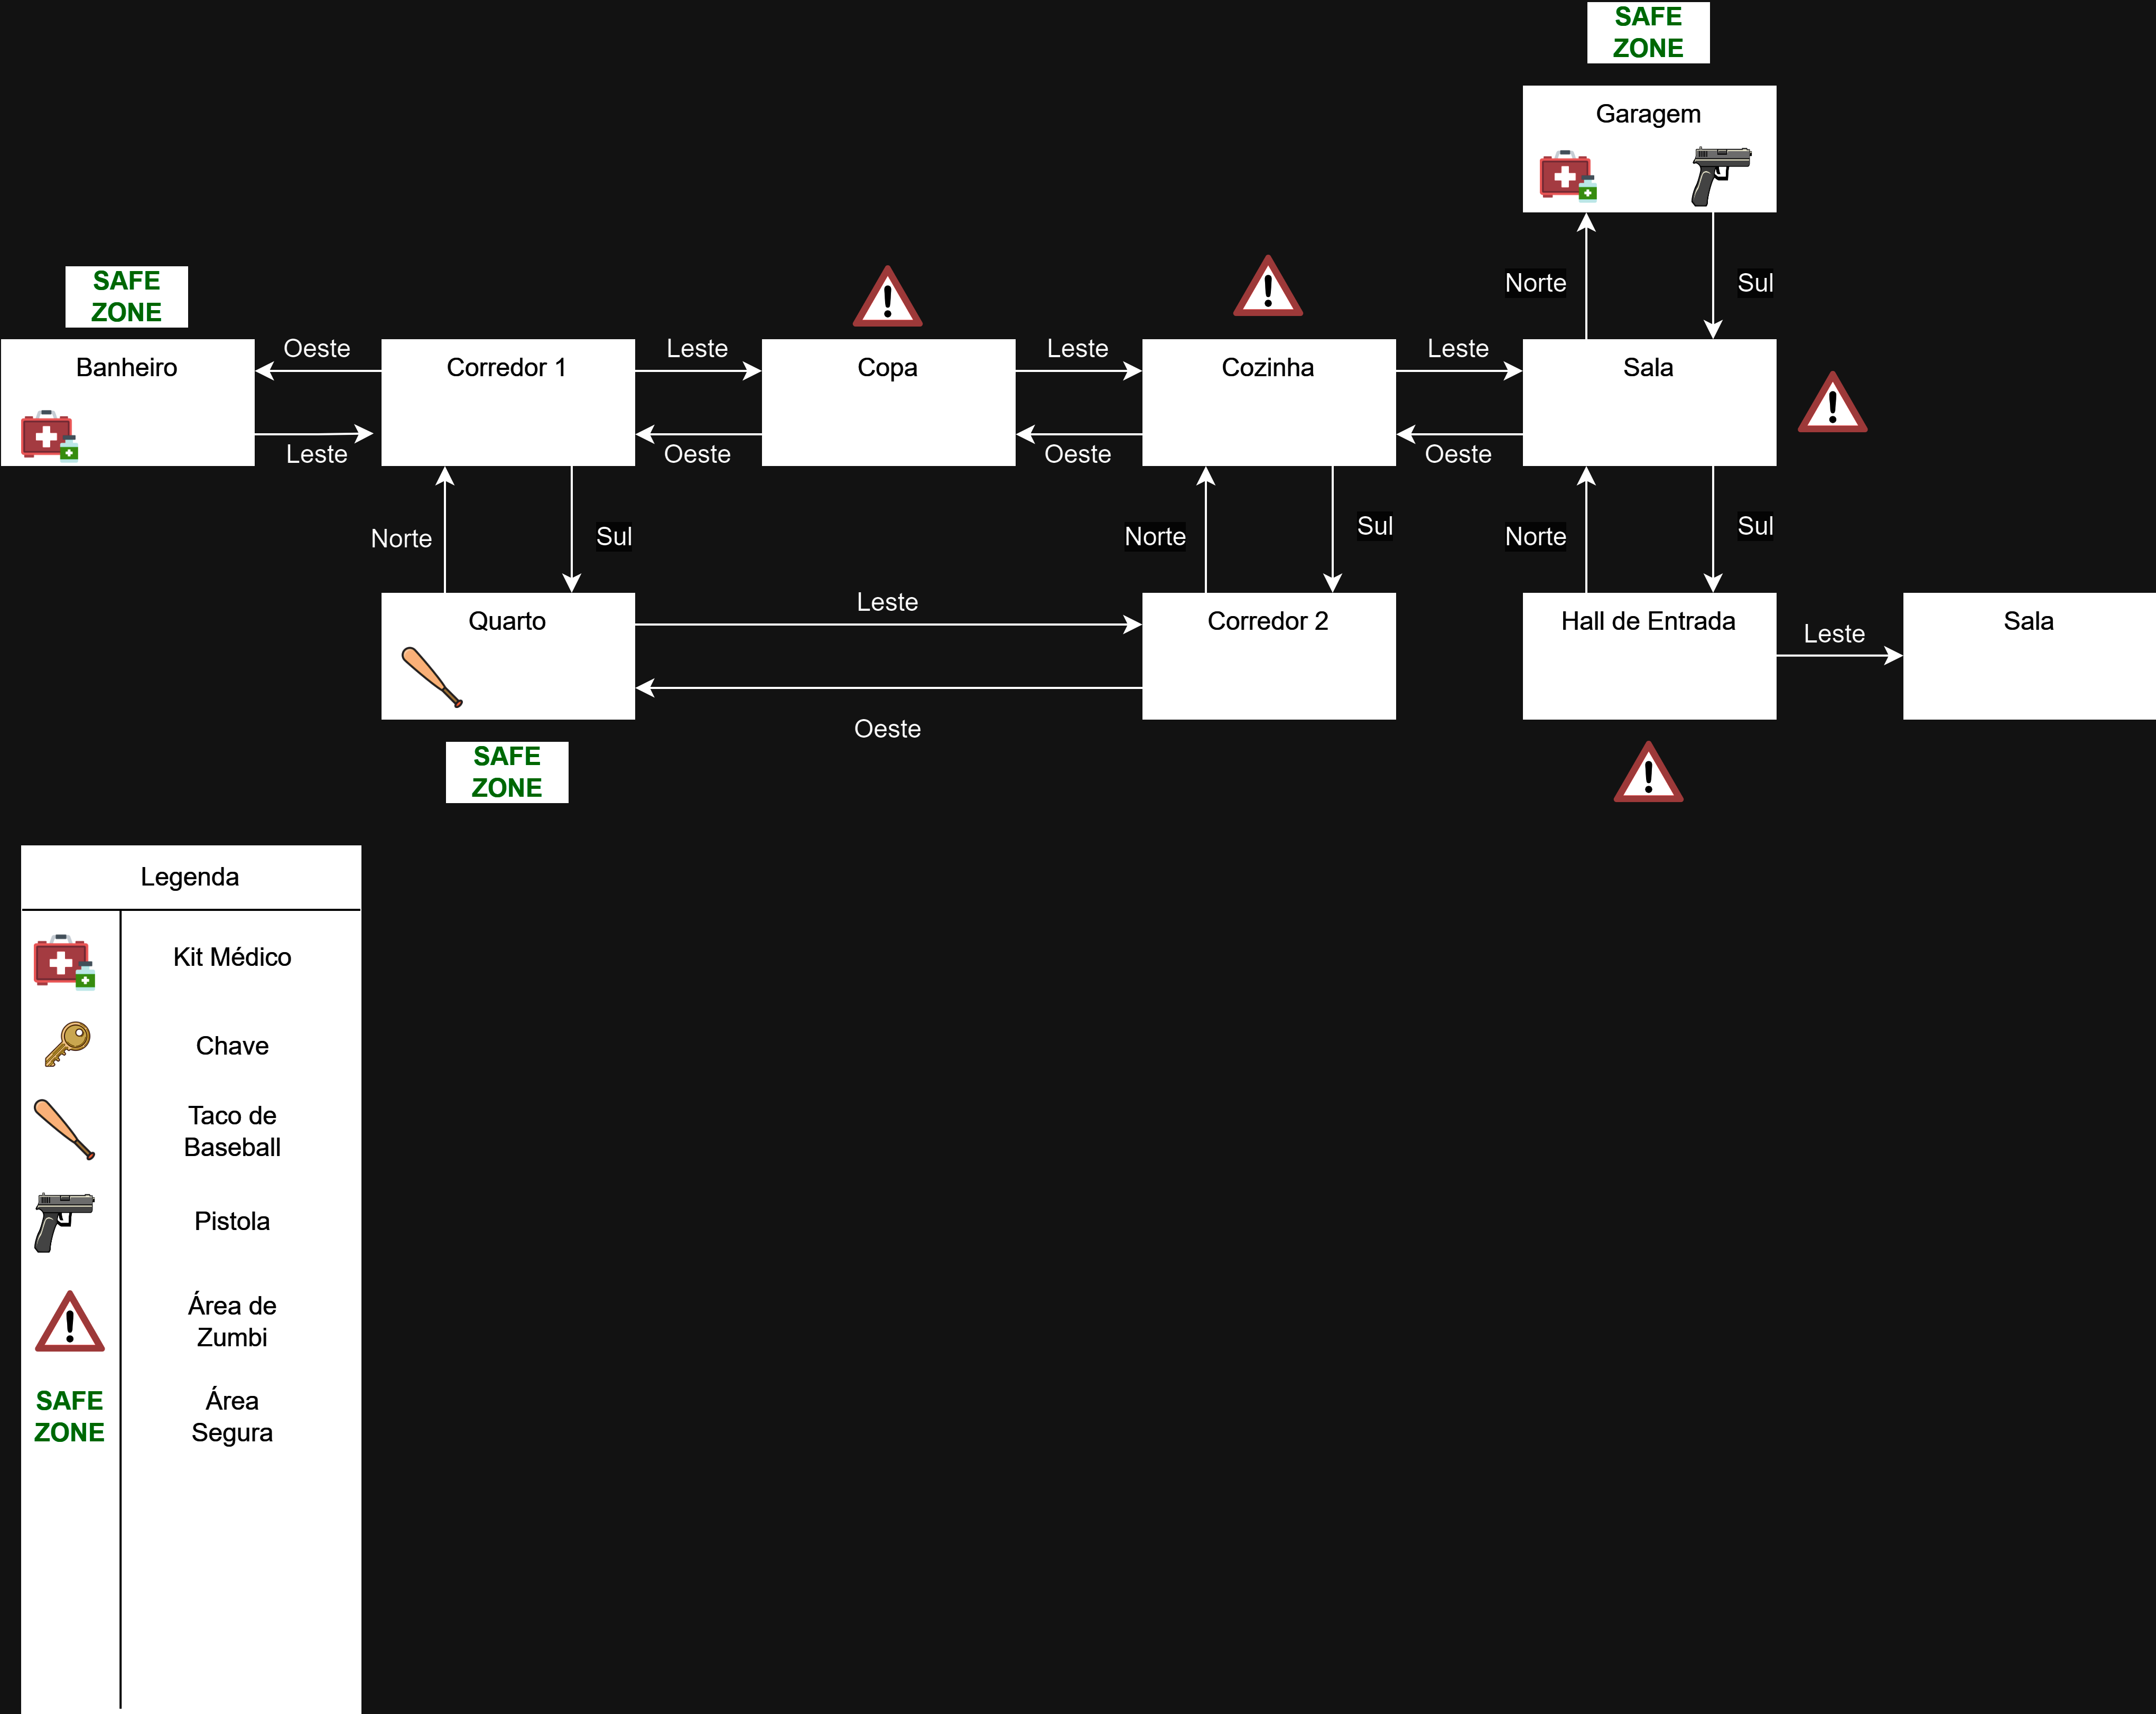 SAFE
ZONE
Garagem
Norte
Sul
SAFE
ZONE
Banheiro
Oeste
Leste
Corredor 1
Leste
Oeste
Copa
Leste
Oeste
Cozinha
Leste
Oeste
Sala
Norte
Sul
Norte
Sul
Norte
Sul
Quarto
Leste
Oeste
Corredor 2
Hall de Entrada
Leste
Sala
SAFE
ZONE
Legenda
Kit Médico
Chave
Taco de
Baseball
Pistola
Área de
Zumbi
SAFE
ZONE
Área
Segura